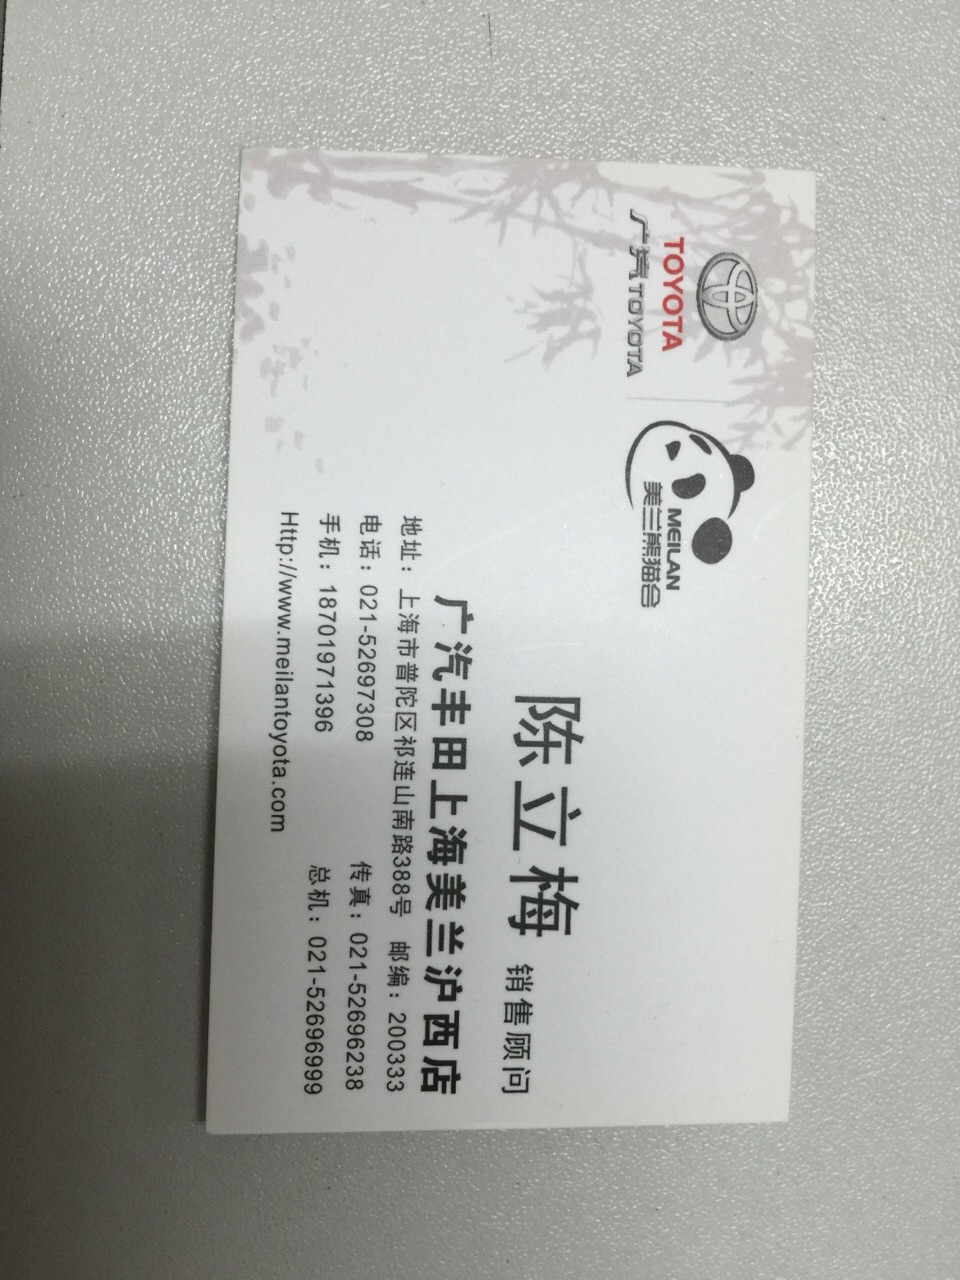 TOYOTA
广汽TOYOTA
MEILAN
美兰熊猫会
陈立梅 销售顾问
广汽丰田上海美兰沪西店
地址：上海市普陀区祁连山南路388号 邮编：200333
电话：021-52697308 传真：021-52696238
手机：18701971396 总机：021-52696999
Http://www.meilantoyota.com